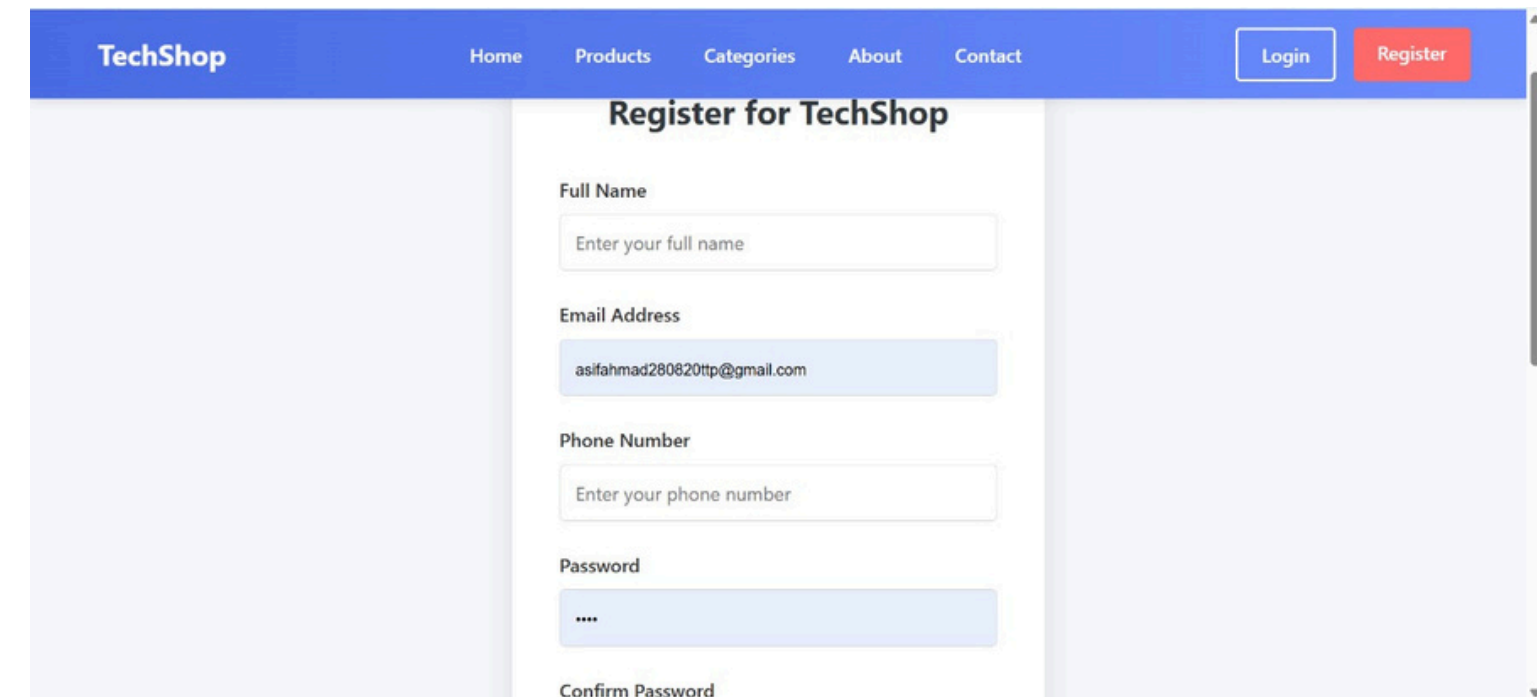 TechShop Home Products Categories About Contact Login Register
Register for TechShop
Full Name
Enter your full name
Email Address
asifahmad280820ttp@gmail.com
Phone Number
Enter your phone number
Password
••••
Confirm Password